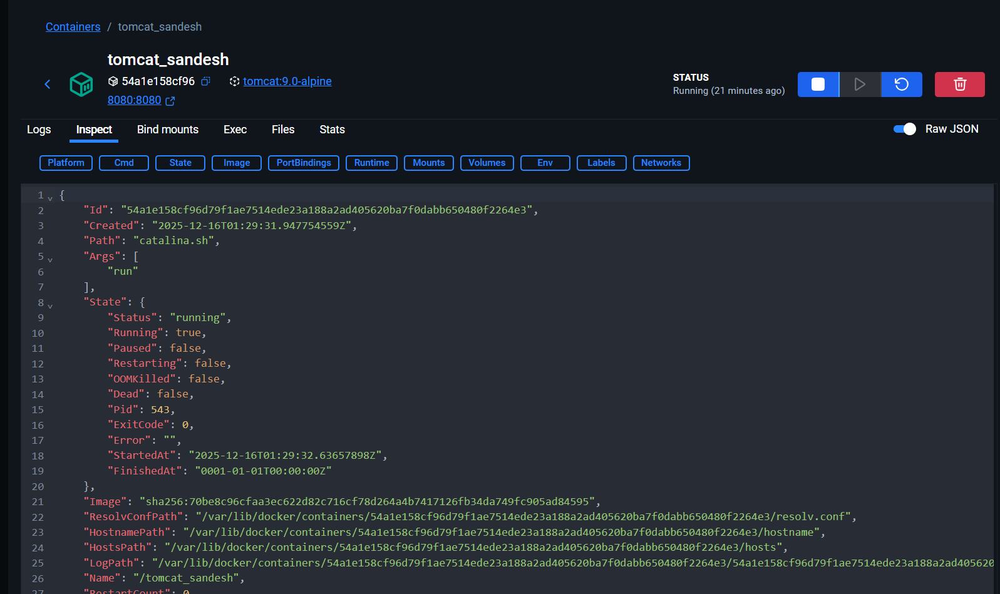 Containers / tomcat_sandesh
tomcat_sandesh
54a1e158cf96 tomcat:9.0-alpine
8080:8080
STATUS
Running (21 minutes ago)
Logs Inspect Bind mounts Exec Files Stats Raw JSON
Platform Cmd State Image PortBindings Runtime Mounts Volumes Env Labels Networks
1 {
2 "Id": "54a1e158cf96d79f1ae7514ede23a188a2ad405620ba7f0dabb650480f2264e3",
3 "Created": "2025-12-16T01:29:31.947754559Z",
4 "Path": "catalina.sh",
5 "Args": [
6 "run"
7 ],
8 "State": {
9 "Status": "running",
10 "Running": true,
11 "Paused": false,
12 "Restarting": false,
13 "OOMKilled": false,
14 "Dead": false,
15 "Pid": 543,
16 "ExitCode": 0,
17 "Error": "",
18 "StartedAt": "2025-12-16T01:29:32.63657898Z",
19 "FinishedAt": "0001-01-01T00:00:00Z"
20 },
21 "Image": "sha256:70be8c96cfaa3ec622d82c716cf78d264a4b7417126fb34da749fc905ad84595",
22 "ResolvConfPath": "/var/lib/docker/containers/54a1e158cf96d79f1ae7514ede23a188a2ad405620ba7f0dabb650480f2264e3/resolv.conf",
23 "HostnamePath": "/var/lib/docker/containers/54a1e158cf96d79f1ae7514ede23a188a2ad405620ba7f0dabb650480f2264e3/hostname",
24 "HostsPath": "/var/lib/docker/containers/54a1e158cf96d79f1ae7514ede23a188a2ad405620ba7f0dabb650480f2264e3/hosts",
25 "LogPath": "/var/lib/docker/containers/54a1e158cf96d79f1ae7514ede23a188a2ad405620ba7f0dabb650480f2264e3/54a1e158cf96d79f1ae7514ede23a188a2ad405620
26 "Name": "/tomcat_sandesh",
27 "RestartCount": 0